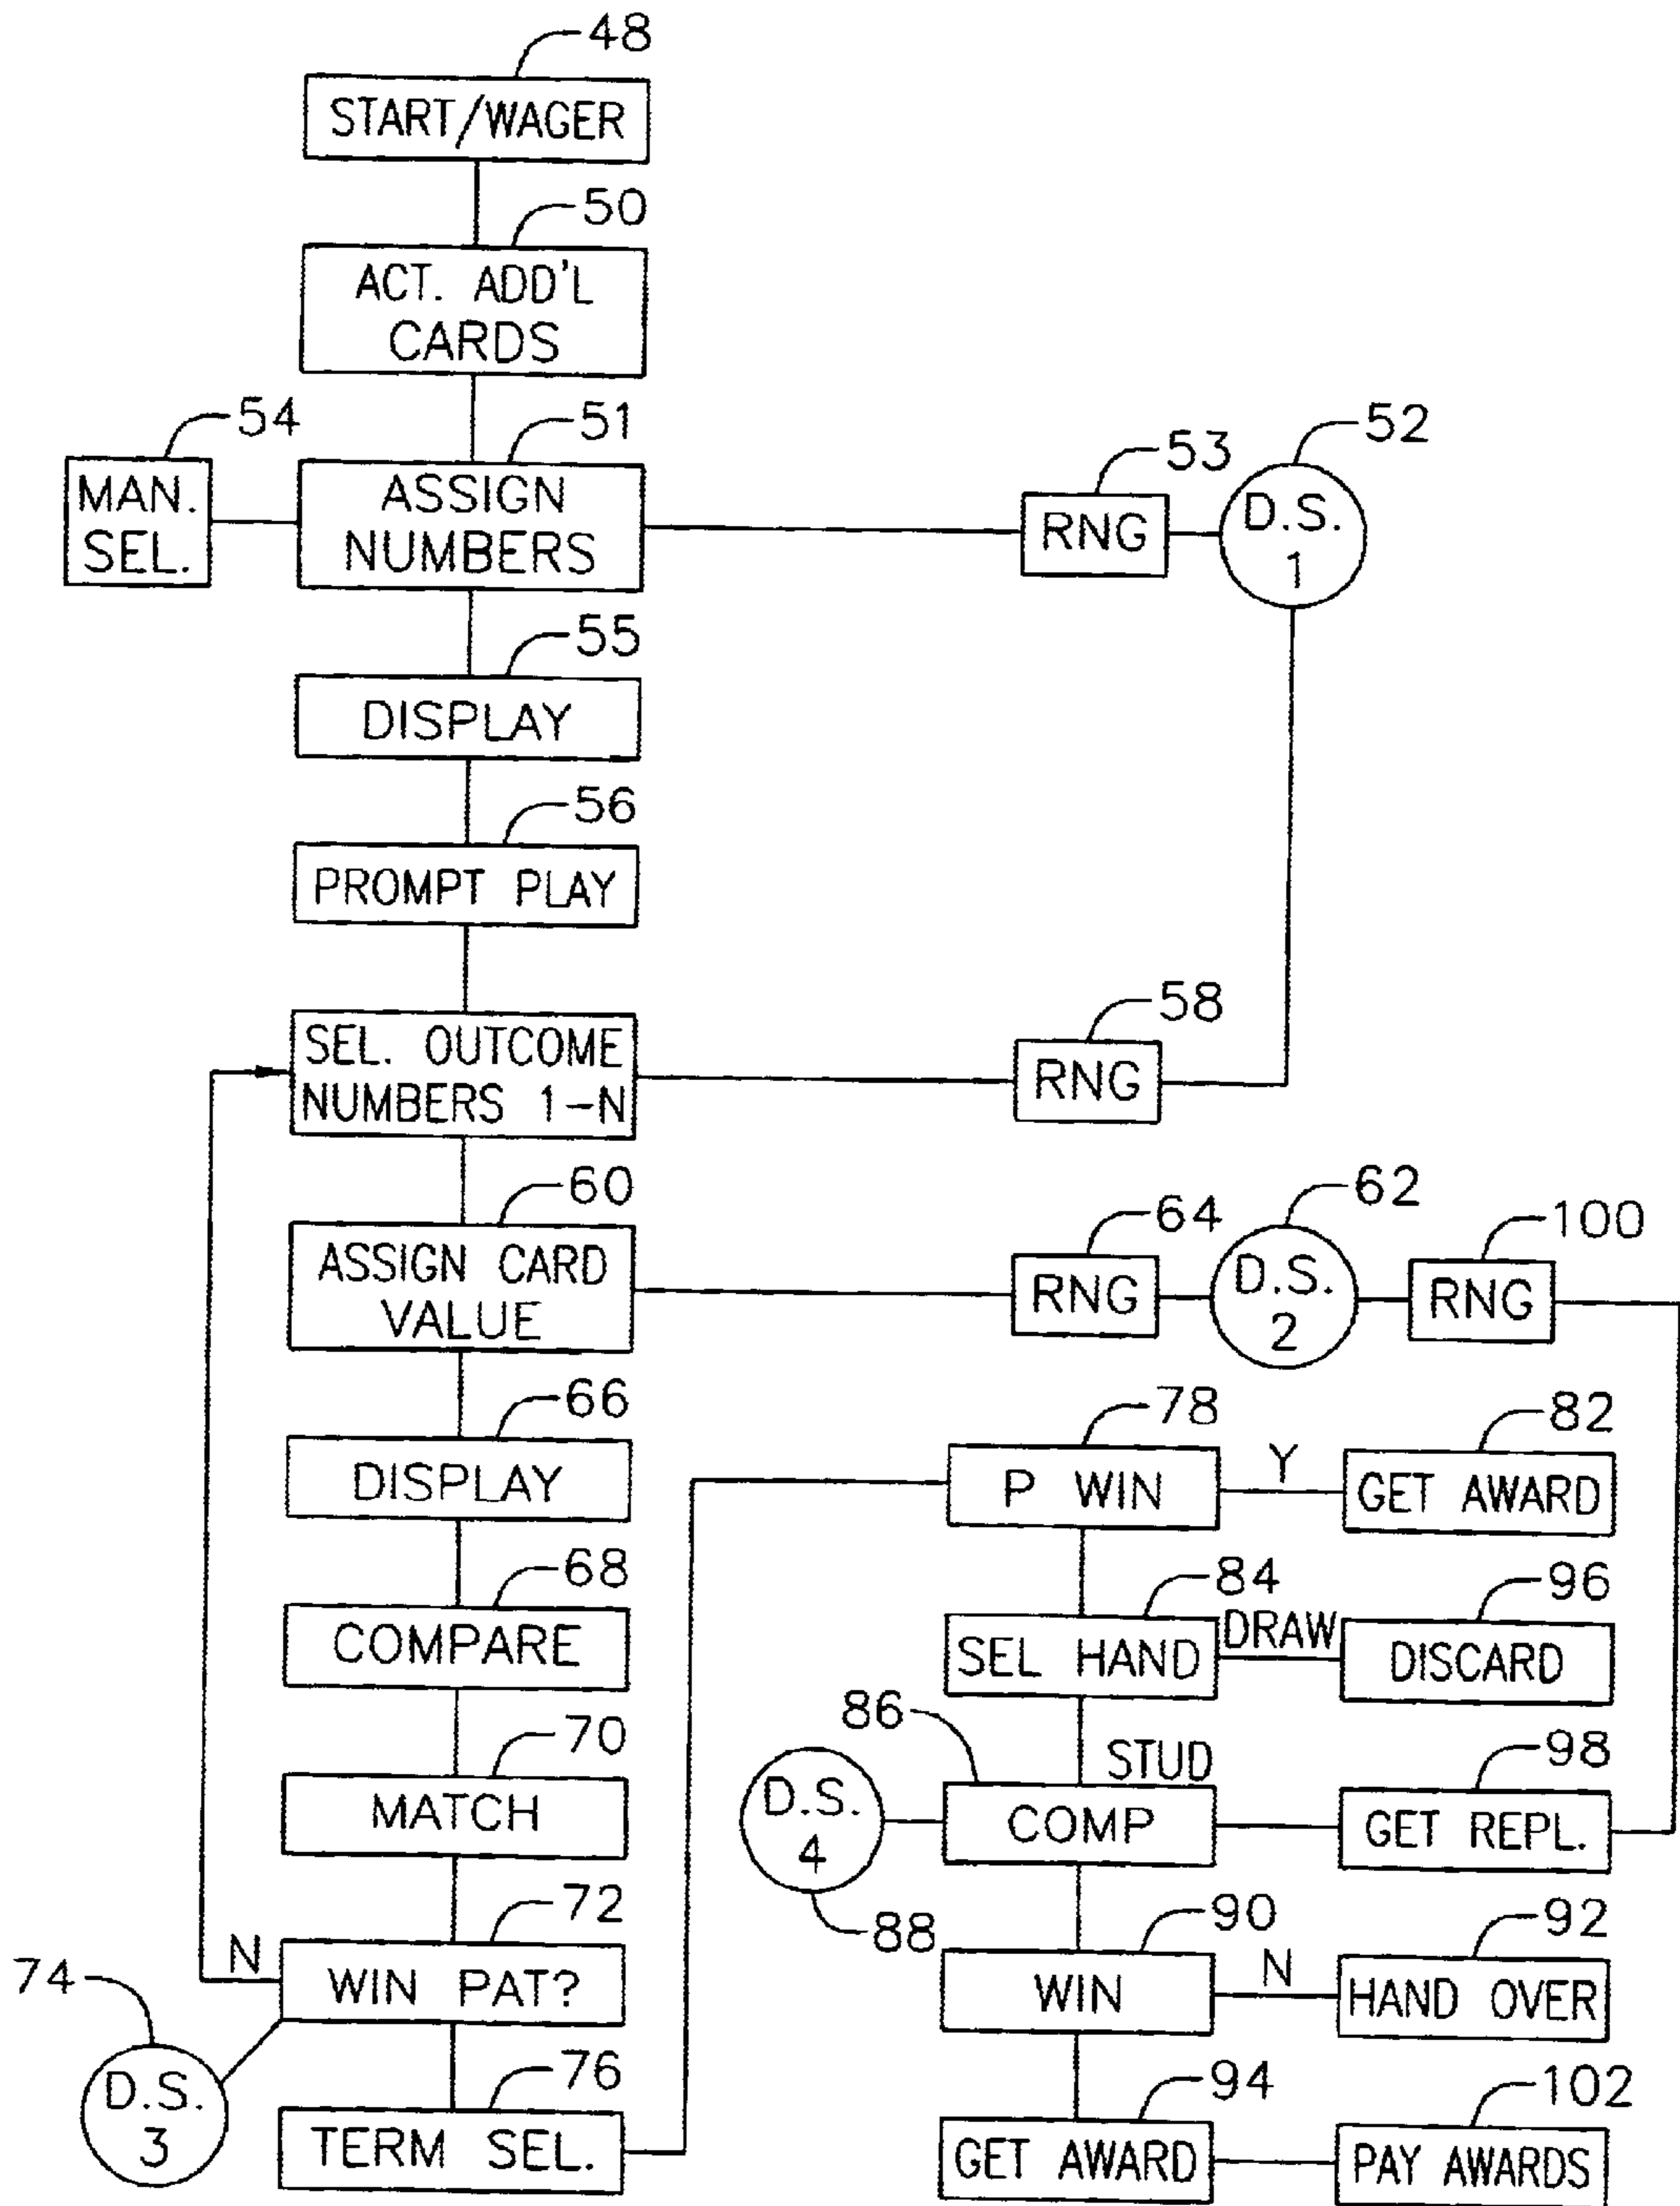 48
START/WAGER
50
ACT. ADD'L
CARDS
54
51
53
52
MAN.
SEL.
ASSIGN
NUMBERS
RNG
D.S.
1
55
DISPLAY
56
PROMPT PLAY
58
SEL. OUTCOME
NUMBERS 1-N
RNG
60
64
62
100
ASSIGN CARD
VALUE
RNG
D.S.
2
RNG
66
78
82
DISPLAY
P WIN
Y
GET AWARD
68
84
96
COMPARE
SEL HAND
DRAW
DISCARD
70
86
STUD
98
MATCH
D.S.
4
COMP
GET REPL.
72
88
90
92
74
N
WIN PAT?
WIN
N
HAND OVER
76
94
102
D.S.
3
TERM SEL.
GET AWARD
PAY AWARDS